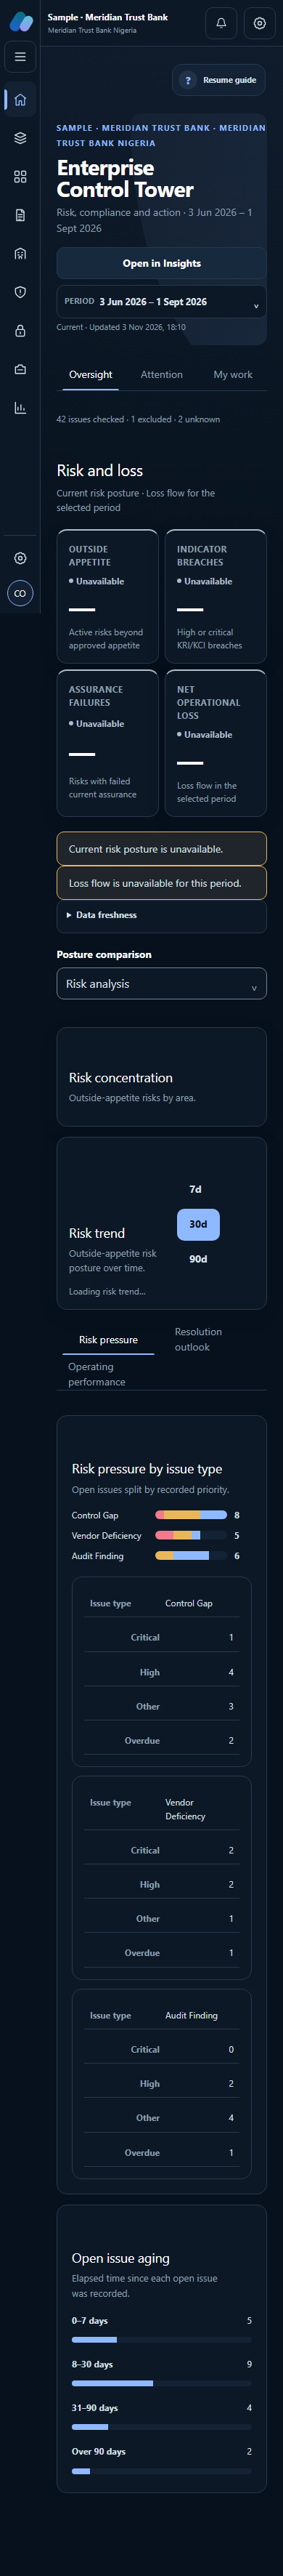 Sample · Meridian Trust Bank
Meridian Trust Bank Nigeria
? Resume guide
SAMPLE · MERIDIAN TRUST BANK · MERIDIAN
TRUST BANK NIGERIA
Enterprise
Control Tower
Risk, compliance and action · 3 Jun 2026 – 1
Sept 2026
Open in Insights
PERIOD 3 Jun 2026 – 1 Sept 2026
Current · Updated 3 Nov 2026, 18:10
Oversight Attention My work
42 issues checked · 1 excluded · 2 unknown
Risk and loss
Current risk posture · Loss flow for the
selected period
OUTSIDE
APPETITE
Unavailable
—
Active risks beyond
approved appetite
INDICATOR
BREACHES
Unavailable
—
High or critical
KRI/KCI breaches
ASSURANCE
FAILURES
Unavailable
—
Risks with failed
current assurance
NET
OPERATIONAL
LOSS
Unavailable
—
Loss flow in the
selected period
CO
Current risk posture is unavailable.
Loss flow is unavailable for this period.
Data freshness
Posture comparison
Risk analysis
Risk concentration
Outside-appetite risks by area.
7d
30d
90d
Risk trend
Outside-appetite risk
posture over time.
Loading risk trend...
Risk pressure
Resolution
outlook
Operating
performance
Risk pressure by issue type
Open issues split by recorded priority.
Control Gap 8
Vendor Deficiency 5
Audit Finding 6
Issue type Control Gap
Critical 1
High 4
Other 3
Overdue 2
Issue type Vendor
Deficiency
Critical 2
High 2
Other 1
Overdue 1
Issue type Audit Finding
Critical 0
High 2
Other 4
Overdue 1
Open issue aging
Elapsed time since each open issue
was recorded.
0–7 days 5
8–30 days 9
31–90 days 4
Over 90 days 2